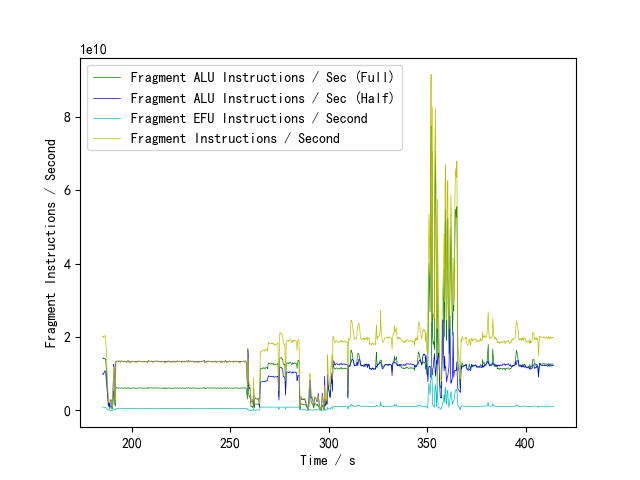 1e10
Fragment ALU Instructions / Sec (Full)
Fragment ALU Instructions / Sec (Half)
Fragment EFU Instructions / Second
Fragment Instructions / Second
8
6
4
2
0
Fragment Instructions / Second
200 250 300 350 400
Time / s